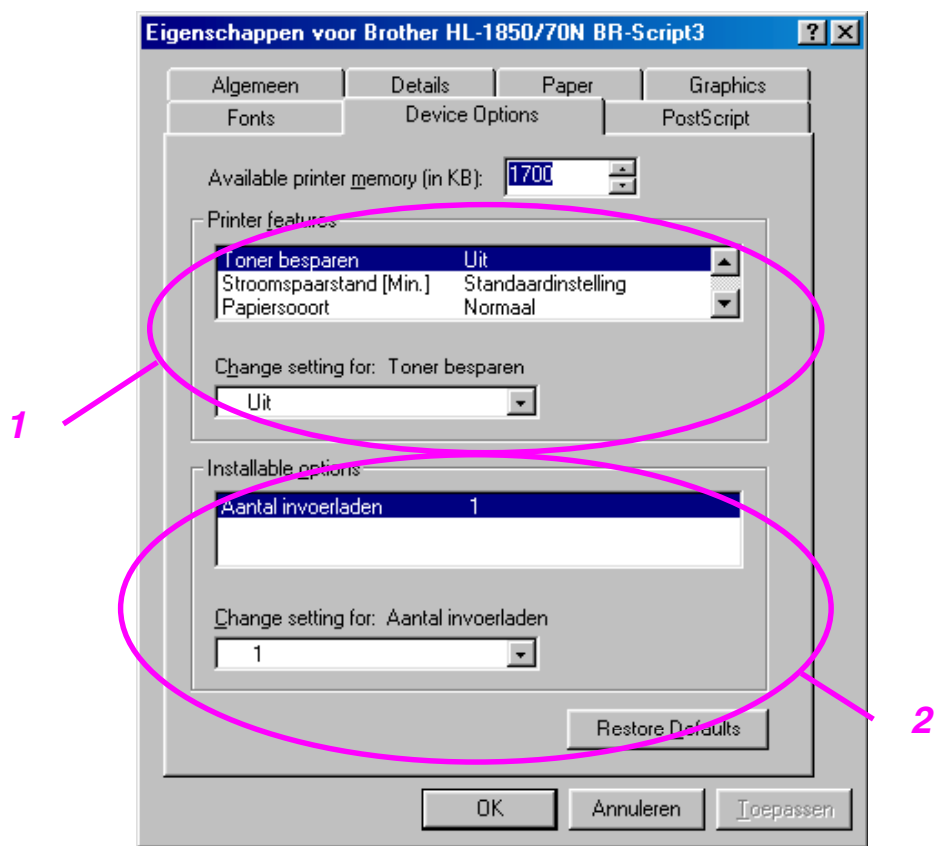 Eigenschappen voor Brother HL-1850/70N BR-Script3
Algemeen Details Paper Graphics
Fonts Device Options PostScript
Available printer memory (in KB): 1700
Printer features
Toner besparen Uit
Stroomspaarstand [Min.] Standaardinstelling
Papiersooort Normaal
Change setting for: Toner besparen
Uit
1
Installable options
Aantal invoerladen 1
Change setting for: Aantal invoerladen
1
2
Restore Defaults
OK Annuleren Toepassen